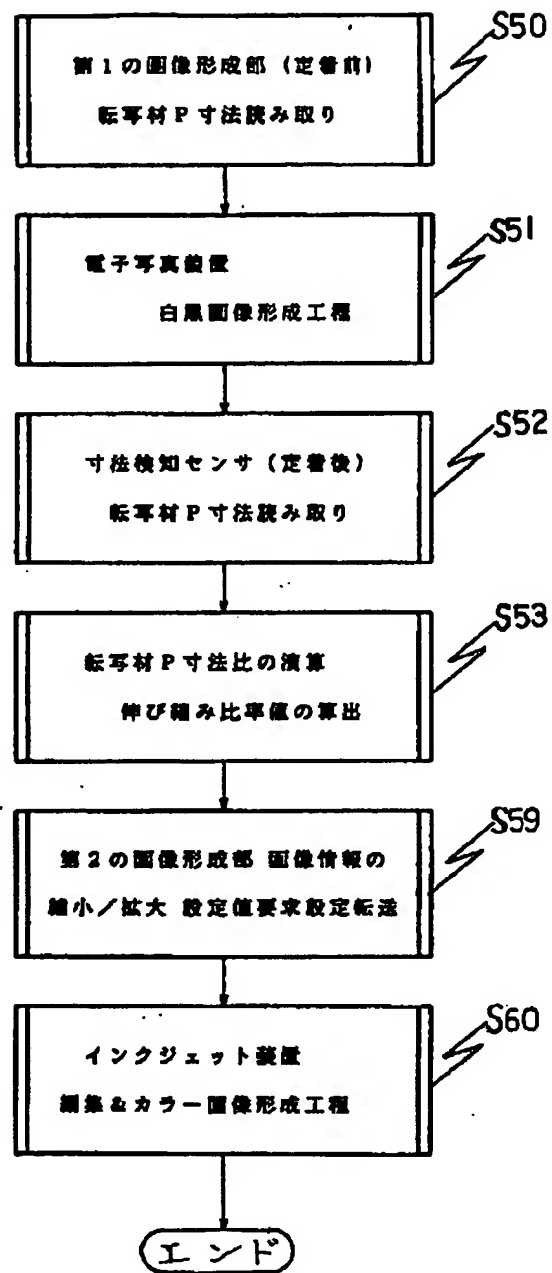 S50
第1の画像形成部 (定着前)
転写材P寸法読み取り
S51
電子写真装置
白黒画像形成工程
S52
寸法検知センサ (定着後)
転写材P寸法読み取り
S53
転写材P寸法比の演算
伸び縮み比率値の算出
S59
第2の画像形成部 画像情報の
縮小/拡大 設定値要求設定転送
S60
インクジェット装置
編集&カラー画像形成工程
エンド